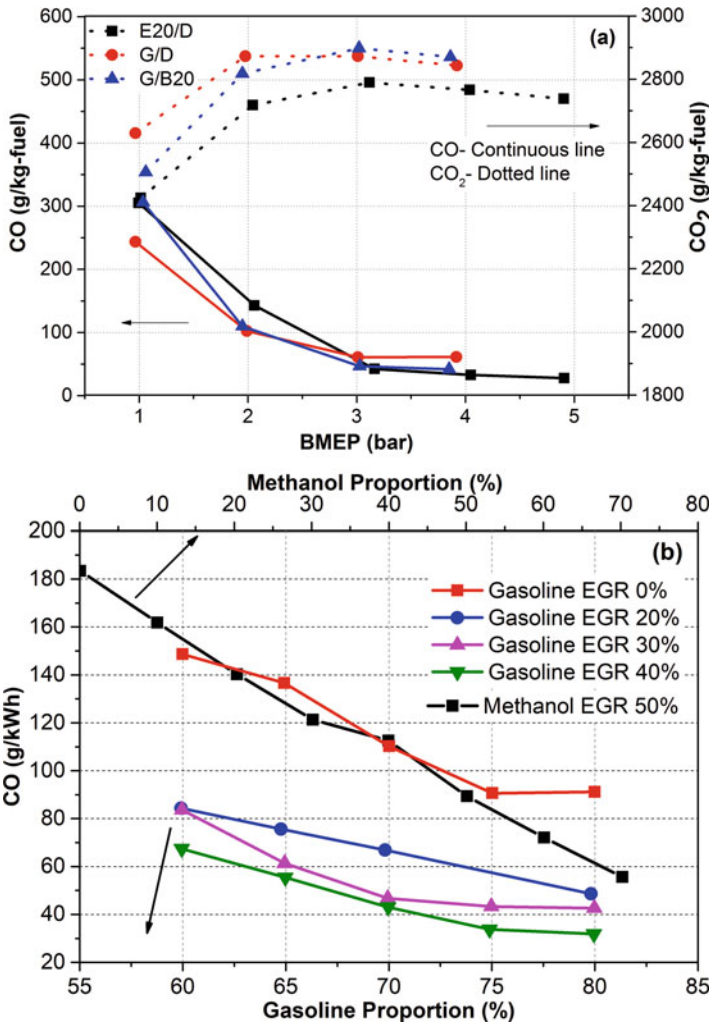 (a)
E20/D
G/D
G/B20
CO- Continuous line
CO2- Dotted line
CO (g/kg-fuel)
0
100
200
300
400
500
600
CO2 (g/kg-fuel)
1800
2000
2200
2400
2600
2800
3000
1 2 3 4 5
BMEP (bar)
Methanol Proportion (%)
0 10 20 30 40 50 60 70 80
(b)
Gasoline EGR 0%
Gasoline EGR 20%
Gasoline EGR 30%
Gasoline EGR 40%
Methanol EGR 50%
CO (g/kWh)
200
180
160
140
120
100
80
60
40
20
55 60 65 70 75 80
Gasoline Proportion (%)